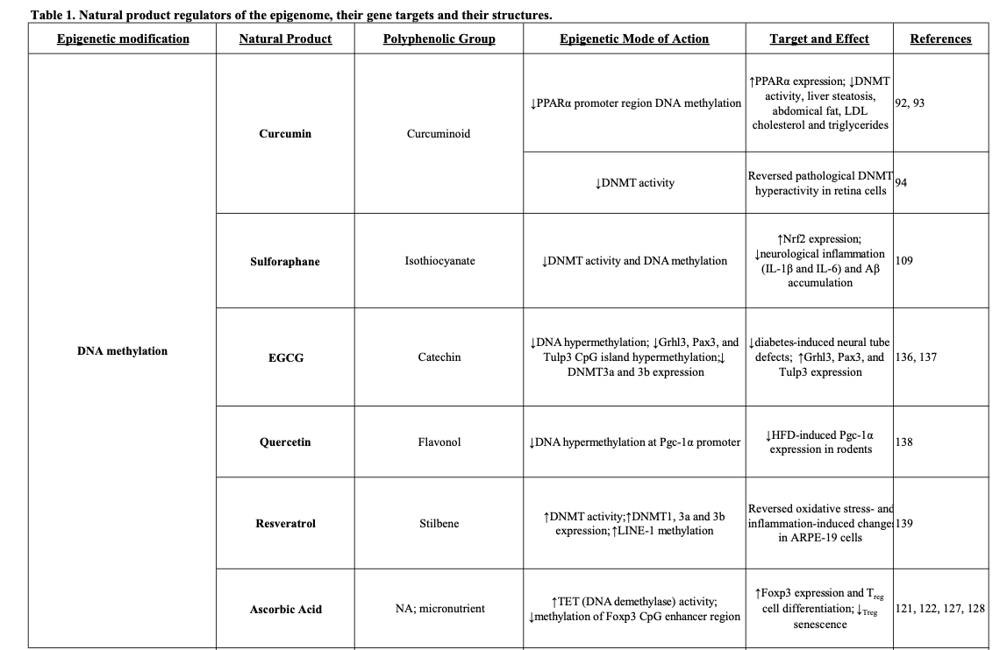 Table 1. Natural product regulators of the epigenome, their gene targets and their structures.
Epigenetic modification
Natural Product
Polyphenolic Group
Epigenetic Mode of Action
Target and Effect
References
DNA methylation
Curcumin
Curcuminoid
↓PPARα promoter region DNA methylation
↑PPARα expression; ↓DNMT
activity, liver steatosis,
abdomical fat, LDL
cholesterol and triglycerides
92, 93
↓DNMT activity
Reversed pathological DNMT
hyperactivity in retina cells
94
Sulforaphane
Isothiocyanate
↓DNMT activity and DNA methylation
↑Nrf2 expression;
↓neurological inflammation
(IL-1β and IL-6) and Aβ
accumulation
109
EGCG
Catechin
↓DNA hypermethylation; ↓Grhl3, Pax3, and
Tulp3 CpG island hypermethylation;↓
DNMT3a and 3b expression
↓diabetes-induced neural tube
defects; ↑Grhl3, Pax3, and
Tulp3 expression
136, 137
Quercetin
Flavonol
↓DNA hypermethylation at Pgc-1α promoter
↓HFD-induced Pgc-1α
expression in rodents
138
Resveratrol
Stilbene
↑DNMT activity;↑DNMT1, 3a and 3b
expression; ↑LINE-1 methylation
Reversed oxidative stress- and
inflammation-induced change
in ARPE-19 cells
139
Ascorbic Acid
NA; micronutrient
↑TET (DNA demethylase) activity;
↓methylation of Foxp3 CpG enhancer region
↑Foxp3 expression and Treg
cell differentiation; ↓Treg
senescence
121, 122, 127, 128